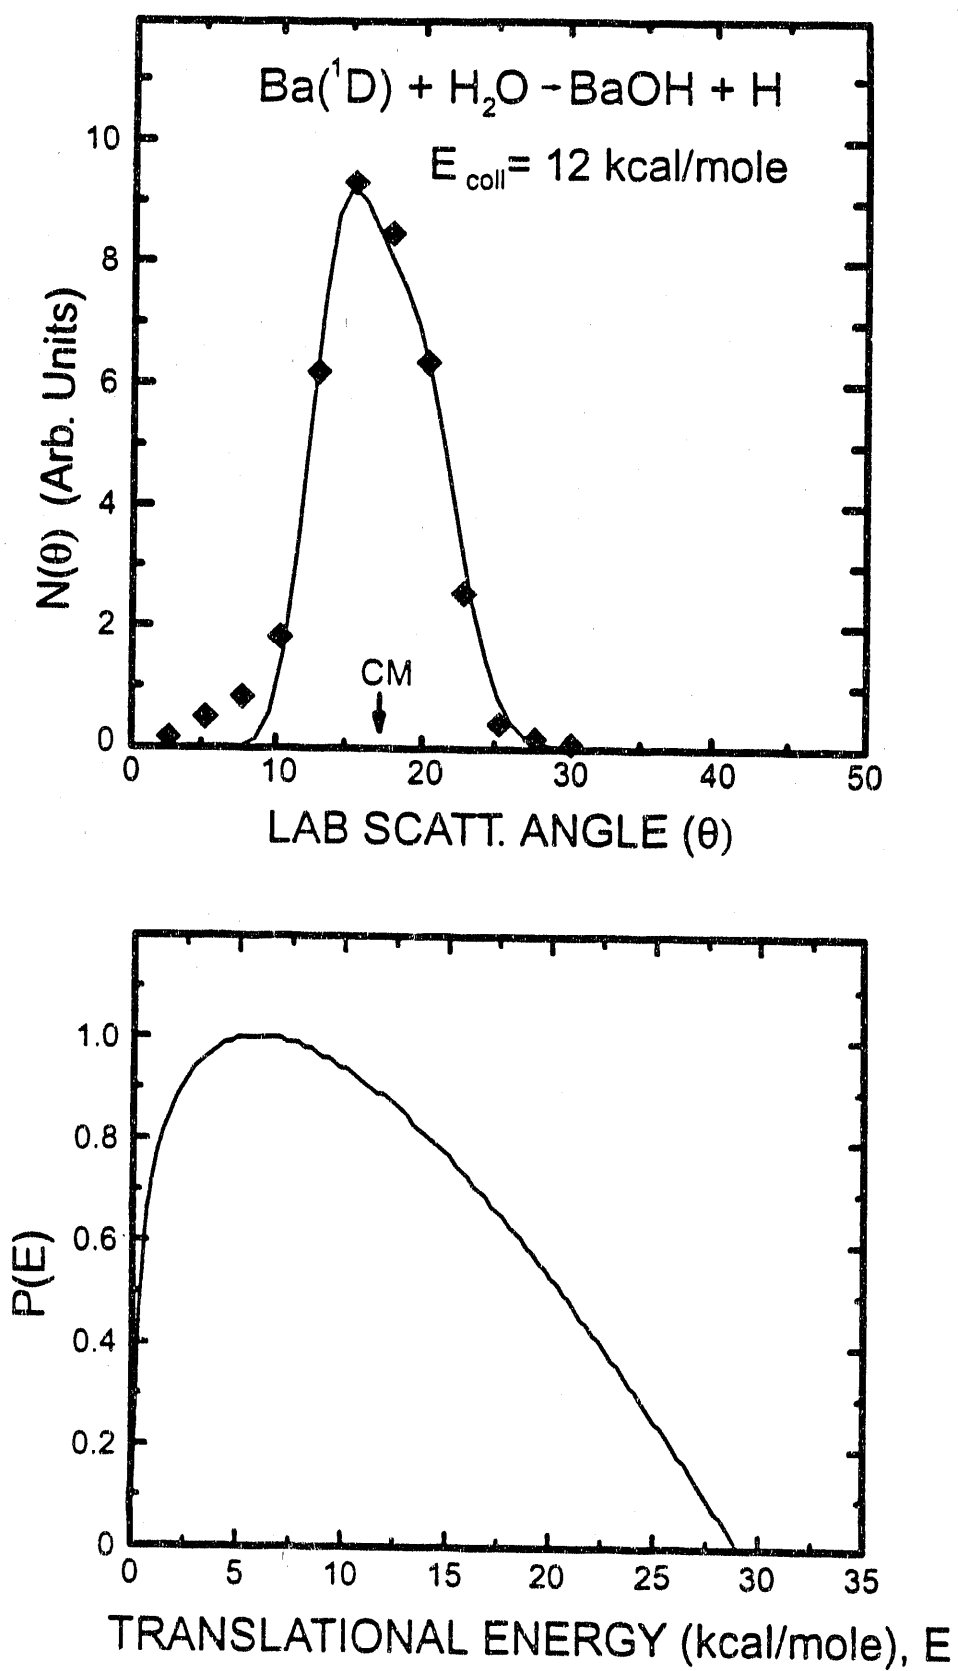 Ba(¹D) + H₂O → BaOH + H
E coll = 12 kcal/mole
10
8
6
4
2
0
N(θ) (Arb. Units)
CM
0 10 20 30 40 50
LAB SCATT. ANGLE (θ)
1.0
0.8
0.6
0.4
0.2
0
P(E)
0 5 10 15 20 25 30 35
TRANSLATIONAL ENERGY (kcal/mole), E